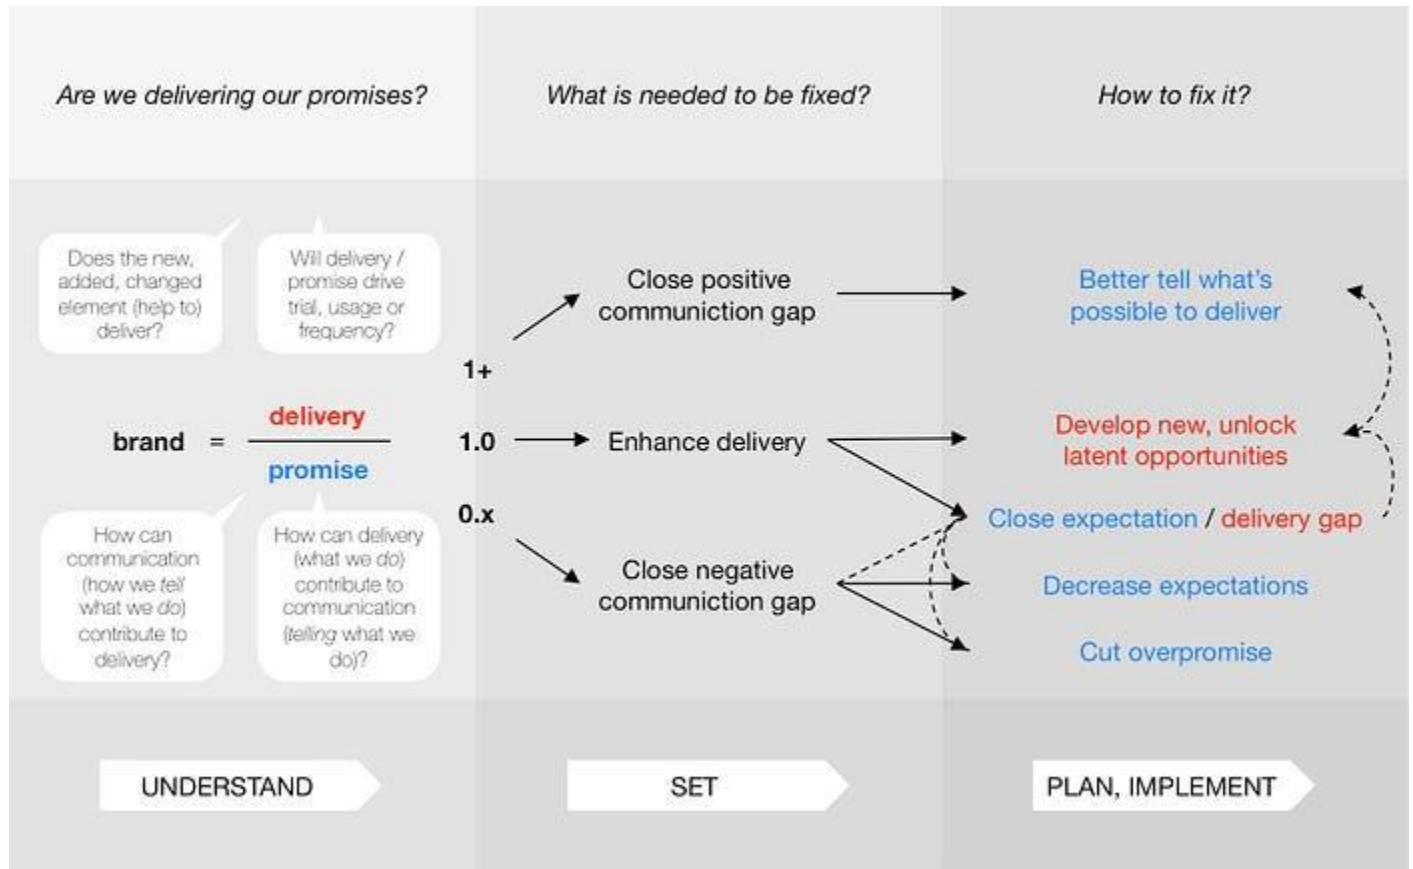 Are we delivering our promises?
What is needed to be fixed?
How to fix it?
Does the new,
added, changed
element (help to)
deliver?
Will delivery /
promise drive
trial, usage or
frequency?
brand = delivery
promise
How can
communication
(how we tell
what we do)
contribute to
delivery?
How can delivery
(what we do)
contribute to
communication
(telling what we
do)?
1+
1.0
0.x
Close positive
communiction gap
Enhance delivery
Close negative
communiction gap
Better tell what's
possible to deliver
Develop new, unlock
latent opportunities
Close expectation / delivery gap
Decrease expectations
Cut overpromise
UNDERSTAND
SET
PLAN, IMPLEMENT